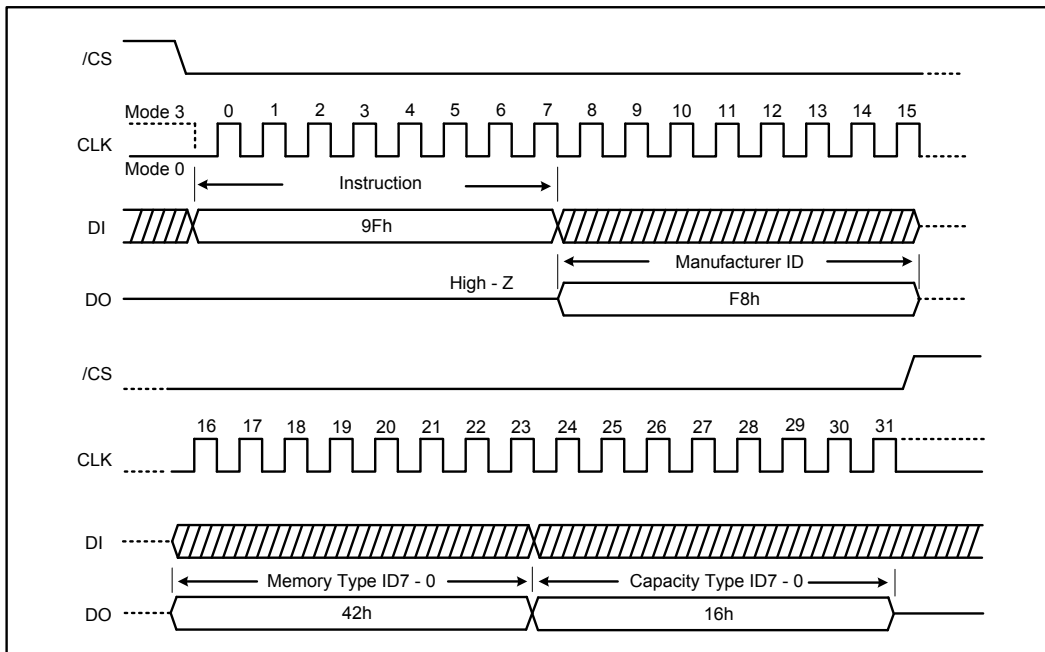 /CS
Mode 3 0 1 2 3 4 5 6 7 8 9 10 11 12 13 14 15
CLK
Mode 0
Instruction
DI 9Fh
Manufacturer ID
High - Z
DO F8h
/CS
16 17 18 19 20 21 22 23 24 25 26 27 28 29 30 31
CLK
DI
Memory Type ID7 - 0 Capacity Type ID7 - 0
DO 42h 16h